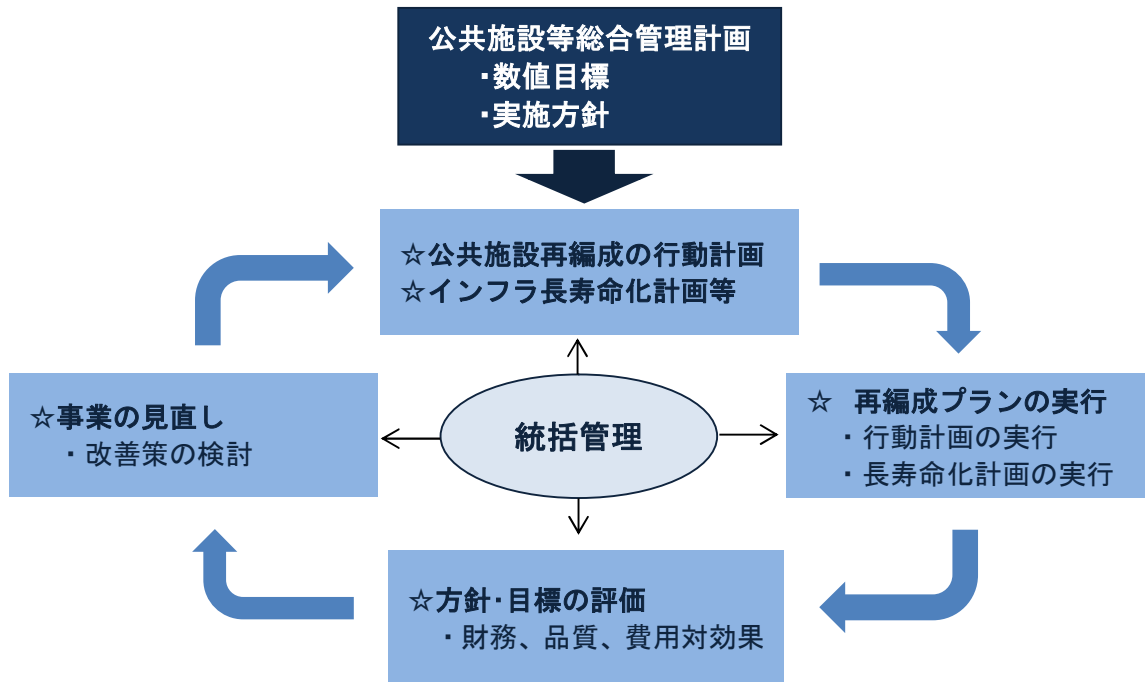 公共施設等総合管理計画
・数値目標
・実施方針
☆公共施設再編成の行動計画
☆インフラ長寿命化計画等
☆事業の見直し
・改善策の検討
統括管理
☆ 再編成プランの実行
・行動計画の実行
・長寿命化計画の実行
☆方針・目標の評価
・財務、品質、費用対効果